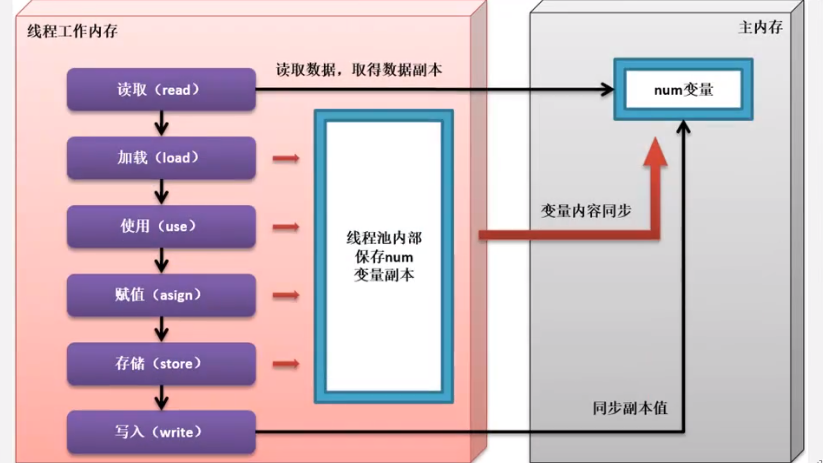 线程工作内存
主内存
读取（read）
读取数据，取得数据副本
num变量
加载（load）
使用（use）
线程池内部
保存num
变量副本
变量内容同步
赋值（asign）
存储（store）
同步副本值
写入（write）